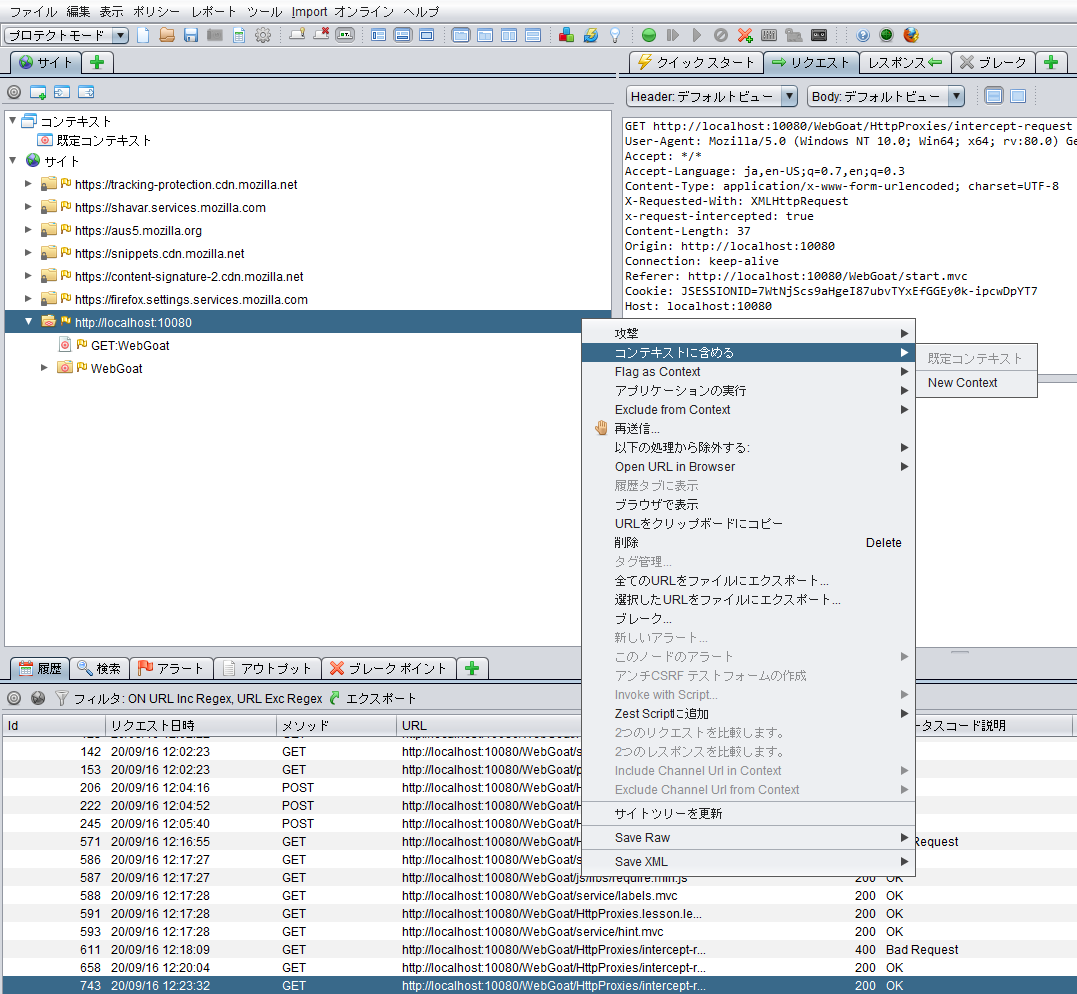 ファイル 編集 表示 ポリシー レポート ツール Import オンライン ヘルプ
プロテクトモード
サイト
クイックスタート リクエスト レスポンス ブレーク
Header: デフォルトビュー Body: デフォルトビュー
コンテキスト
既定コンテキスト
サイト
https://tracking-protection.cdn.mozilla.net
https://shavar.services.mozilla.com
https://aus5.mozilla.org
https://snippets.cdn.mozilla.net
https://content-signature-2.cdn.mozilla.net
https://firefox.settings.services.mozilla.com
http://localhost:10080
GET:WebGoat
WebGoat
GET http://localhost:10080/WebGoat/HttpProxies/intercept-request
User-Agent: Mozilla/5.0 (Windows NT 10.0; Win64; x64; rv:80.0) Ge
Accept: */*
Accept-Language: ja,en-US;q=0.7,en;q=0.3
Content-Type: application/x-www-form-urlencoded; charset=UTF-8
X-Requested-With: XMLHttpRequest
x-request-intercepted: true
Content-Length: 37
Origin: http://localhost:10080
Connection: keep-alive
Referer: http://localhost:10080/WebGoat/start.mvc
Cookie: JSESSIONID=7WtNjScs9aHgeI87ubvTYxEfGGEy0k-ipcwDpYT7
Host: localhost:10080
攻撃
コンテキストに含める
Flag as Context
アプリケーションの実行
Exclude from Context
再送信...
以下の処理から除外する:
Open URL in Browser
履歴タブに表示
ブラウザで表示
URLをクリップボードにコピー
削除 Delete
タグ管理...
全てのURLをファイルにエクスポート...
選択したURLをファイルにエクスポート...
ブレーク...
新しいアラート...
このノードのアラート
アンチCSRF テストフォームの作成
Invoke with Script...
Zest Scriptに追加
2つのリクエストを比較します。
2つのレスポンスを比較します。
Include Channel Url in Context
Exclude Channel Url from Context
サイトツリーを更新
Save Raw
Save XML
既定コンテキスト
New Context
履歴 検索 アラート アウトプット ブレークポイント
フィルタ: ON URL Inc Regex, URL Exc Regex エクスポート
Id リクエスト日時 メソッド URL タスコード説明
142 20/09/16 12:02:23 GET http://localhost:10080/WebGoat/s
153 20/09/16 12:02:23 GET http://localhost:10080/WebGoat/p
206 20/09/16 12:04:16 POST http://localhost:10080/WebGoat/H
222 20/09/16 12:04:52 POST http://localhost:10080/WebGoat/H
245 20/09/16 12:05:40 POST http://localhost:10080/WebGoat/H
571 20/09/16 12:16:55 GET http://localhost:10080/WebGoat/H Request
586 20/09/16 12:17:27 GET http://localhost:10080/WebGoat/s
587 20/09/16 12:17:27 GET http://localhost:10080/WebGoat/js/libs/require.min.js 200 OK
588 20/09/16 12:17:28 GET http://localhost:10080/WebGoat/service/labels.mvc 200 OK
591 20/09/16 12:17:28 GET http://localhost:10080/WebGoat/HttpProxies.lesson.le... 200 OK
593 20/09/16 12:17:28 GET http://localhost:10080/WebGoat/service/hint.mvc 200 OK
611 20/09/16 12:18:09 GET http://localhost:10080/WebGoat/HttpProxies/intercept-r... 400 Bad Request
658 20/09/16 12:20:04 GET http://localhost:10080/WebGoat/HttpProxies/intercept-r... 200 OK
743 20/09/16 12:23:32 GET http://localhost:10080/WebGoat/HttpProxies/intercept-r... 200 OK